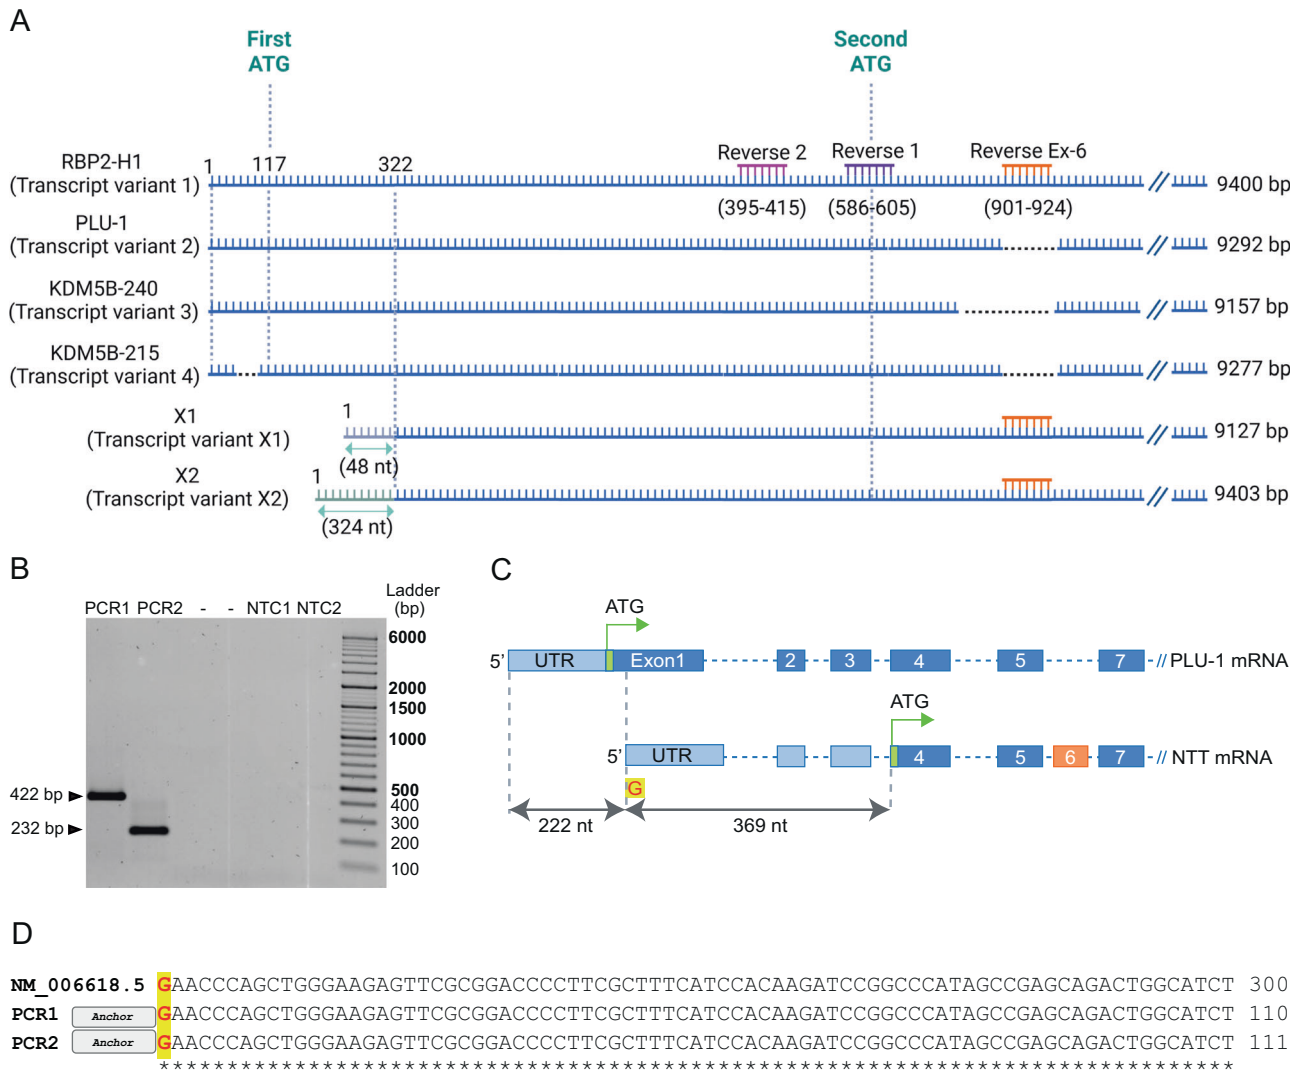 A
First
ATG
Second
ATG
RBP2-H1
(Transcript variant 1)
1
117
322
Reverse 2
Reverse 1
Reverse Ex-6
(395-415)
(586-605)
(901-924)
9400 bp
PLU-1
(Transcript variant 2)
9292 bp
KDM5B-240
(Transcript variant 3)
9157 bp
KDM5B-215
(Transcript variant 4)
9277 bp
X1
(Transcript variant X1)
1
(48 nt)
9127 bp
X2
(Transcript variant X2)
1
(324 nt)
9403 bp
B
PCR1 PCR2 - - NTC1 NTC2
Ladder
(bp)
6000
2000
1500
1000
500
400
300
200
100
422 bp
232 bp
C
ATG
5' UTR Exon1 2 3 4 5 7 // PLU-1 mRNA
ATG
5' UTR 4 5 6 7 // NTT mRNA
G
222 nt
369 nt
D
NM_006618.5 GAACCCAGCTGGGAAGAGTTCGCGGACCCCTTCGCTTTCATCCACAAGATCCGGCCCATAGCCGAGCAGACTGGCATCT 300
PCR1 Anchor GAACCCAGCTGGGAAGAGTTCGCGGACCCCTTCGCTTTCATCCACAAGATCCGGCCCATAGCCGAGCAGACTGGCATCT 110
PCR2 Anchor GAACCCAGCTGGGAAGAGTTCGCGGACCCCTTCGCTTTCATCCACAAGATCCGGCCCATAGCCGAGCAGACTGGCATCT 111
*******************************************************************************